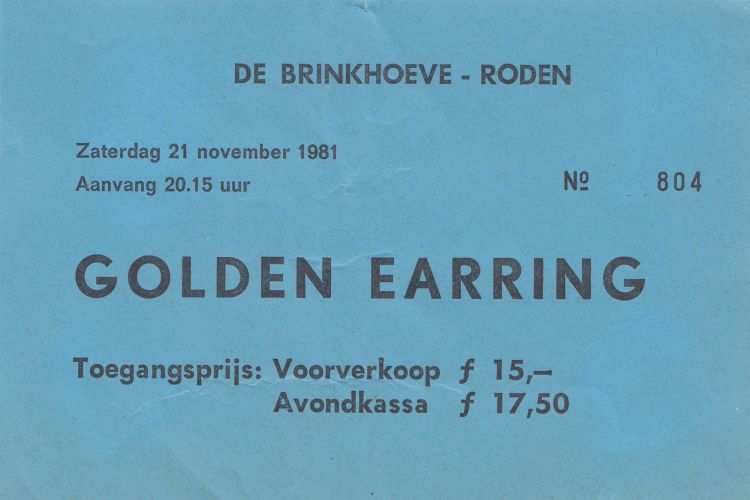 DE BRINKHOEVE - RODEN
Zaterdag 21 november 1981
Aanvang 20.15 uur
Nº 804
GOLDEN EARRING
Toegangsprijs: Voorverkoop ƒ 15,–
Avondkassa ƒ 17,50